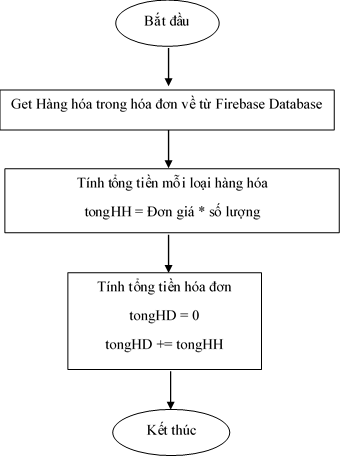 Bắt đầu
Get Hàng hóa trong hóa đơn về từ Firebase Database
Tính tổng tiền mỗi loại hàng hóa
tongHH = Đơn giá * số lượng
Tính tổng tiền hóa đơn
tongHD = 0
tongHD += tongHH
Kết thúc